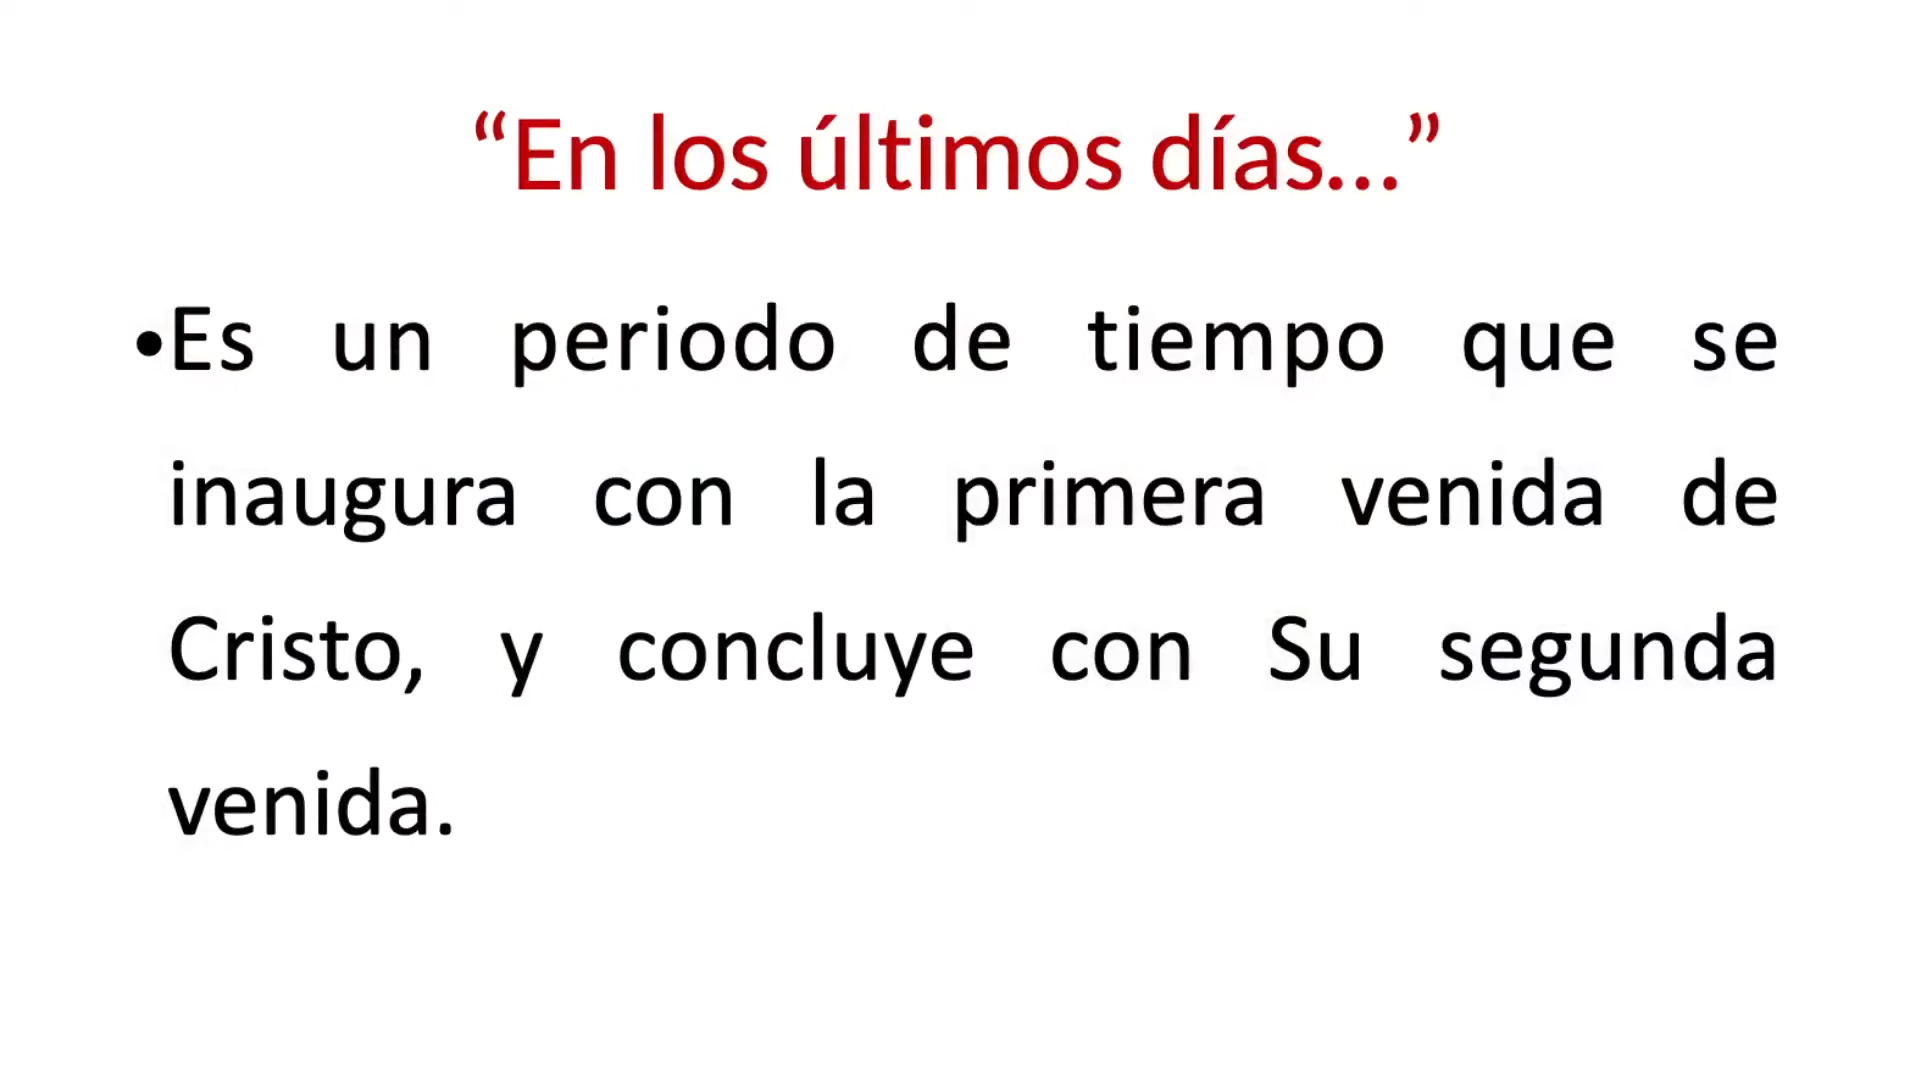 “En los últimos días...”
•Es un periodo de tiempo que se
inaugura con la primera venida de
Cristo, y concluye con Su segunda
venida.